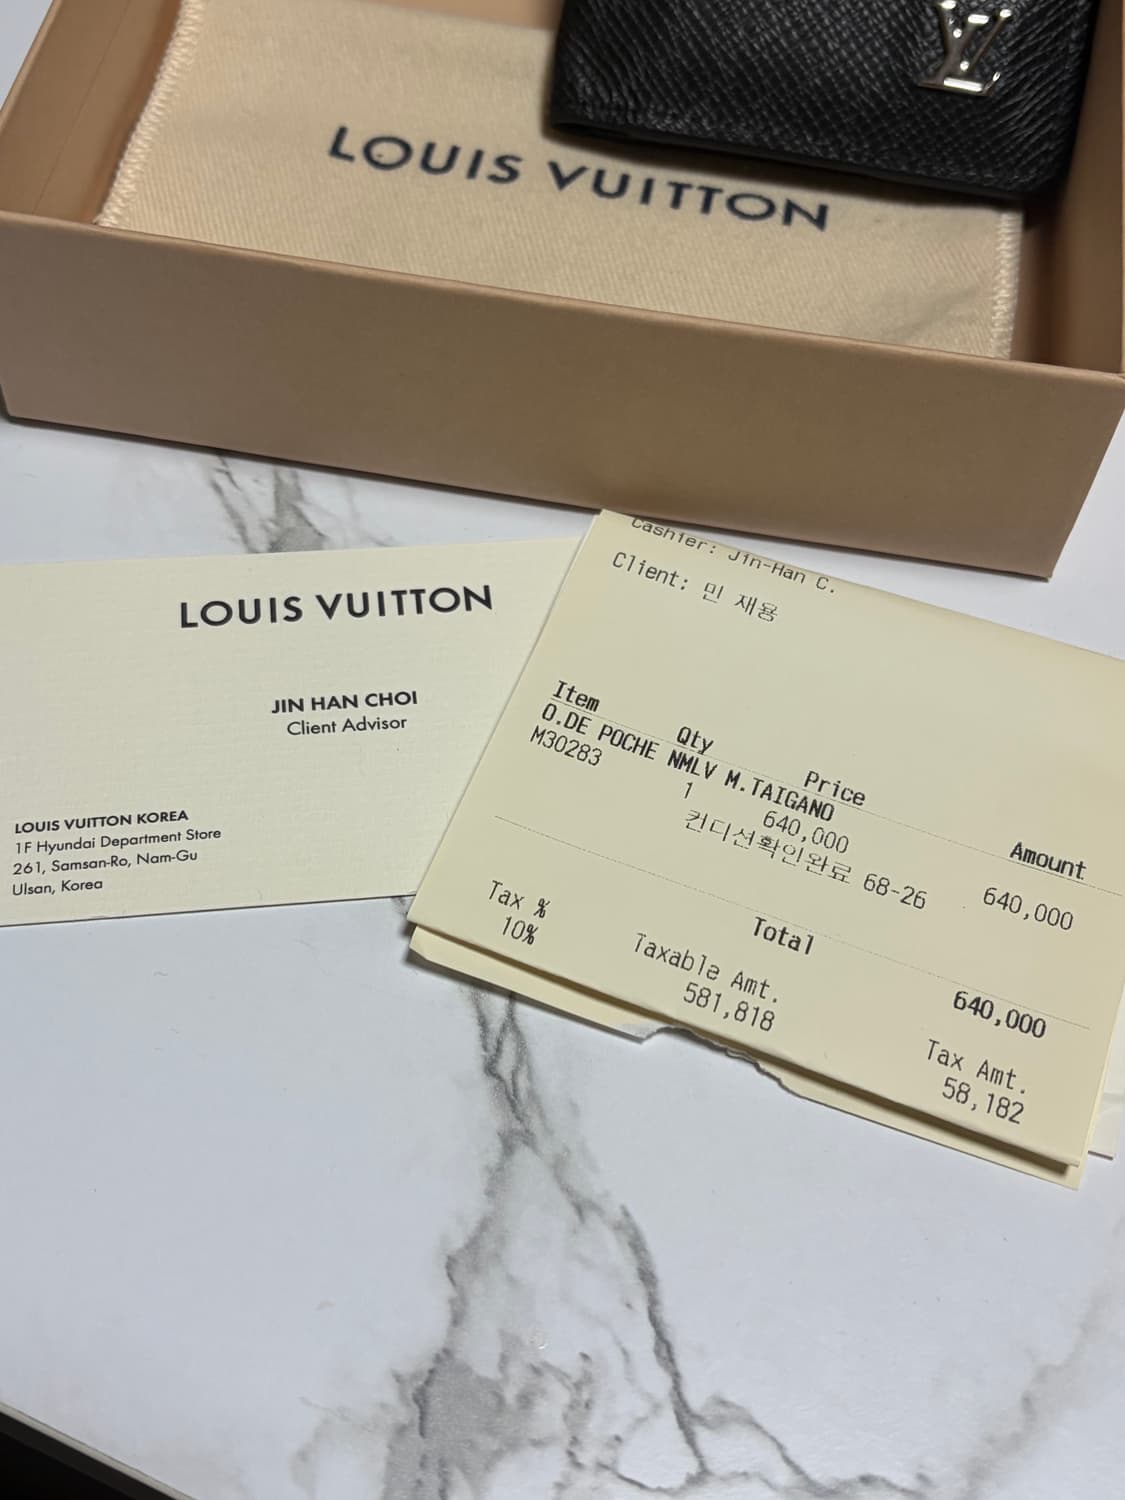 LV
LOUIS VUITTON
LOUIS VUITTON
JIN HAN CHOI
Client Advisor
LOUIS VUITTON KOREA
1F Hyundai Department Store
261, Samsan-Ro, Nam-Gu
Ulsan, Korea
Cashier: Jin-Han C.
Client: 민 재용
Item Qty Price Amount
O.DE POCHE NMLV M.TAIGANO
M30283 1 640,000 640,000
컨디션확인완료 68-26
Total 640,000
Tax % Taxable Amt. Tax Amt.
10% 581,818 58,182